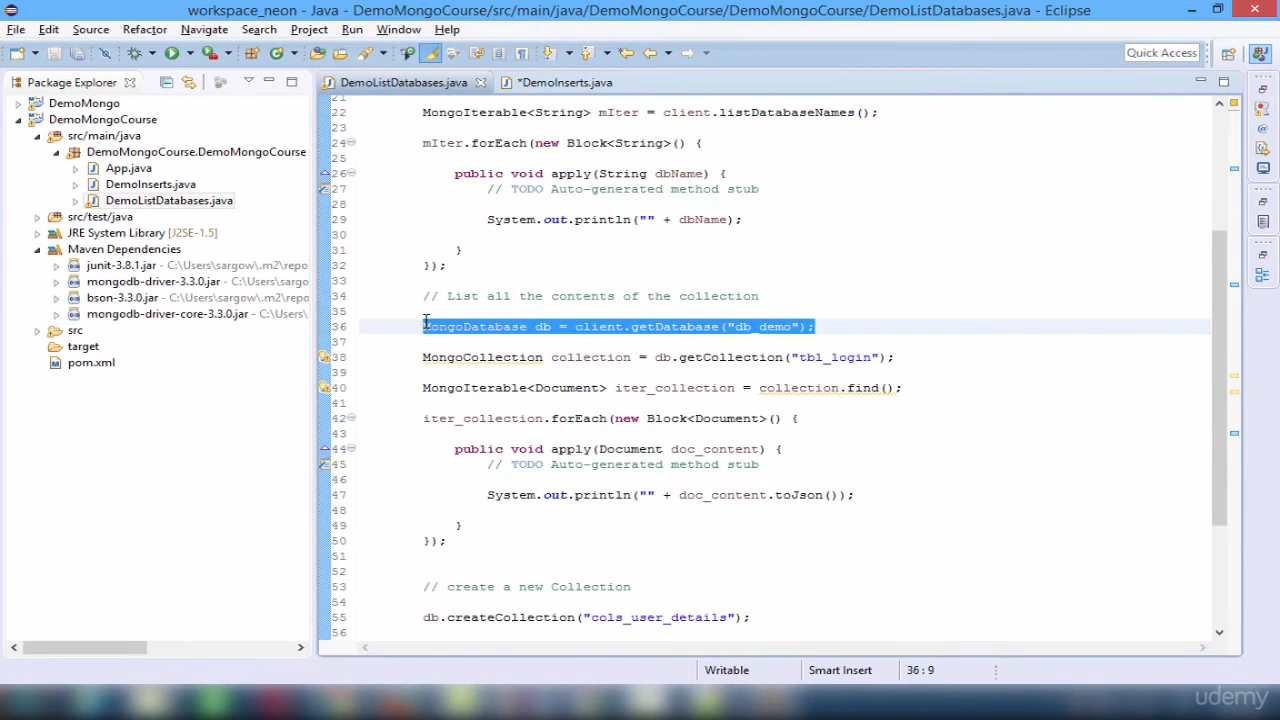 workspace_neon - Java - DemoMongoCourse/src/main/java/DemoMongoCourse/DemoMongoCourse/DemoListDatabases.java - Eclipse
File Edit Source Refactor Navigate Search Project Run Window Help
Quick Access
Package Explorer
DemoListDatabases.java
*DemoInserts.java
DemoMongo
DemoMongoCourse
src/main/java
DemoMongoCourse.DemoMongoCourse
App.java
DemoInserts.java
DemoListDatabases.java
src/test/java
JRE System Library [J2SE-1.5]
Maven Dependencies
junit-3.8.1.jar - C:\Users\sargow\.m2\repo
mongodb-driver-3.3.0.jar - C:\Users\sargo
bson-3.3.0.jar - C:\Users\sargow\.m2\repo
mongodb-driver-core-3.3.0.jar - C:\Users\
src
target
pom.xml
21
22 MongoIterable<String> mIter = client.listDatabaseNames();
23
24 mIter.forEach(new Block<String>() {
25
26 public void apply(String dbName) {
27 // TODO Auto-generated method stub
28
29 System.out.println("" + dbName);
30
31 }
32 });
33
34 // List all the contents of the collection
35
36 MongoDatabase db = client.getDatabase("db_demo");
37
38 MongoCollection collection = db.getCollection("tbl_login");
39
40 MongoIterable<Document> iter_collection = collection.find();
41
42 iter_collection.forEach(new Block<Document>() {
43
44 public void apply(Document doc_content) {
45 // TODO Auto-generated method stub
46
47 System.out.println("" + doc_content.toJson());
48
49 }
50 });
51
52
53 // create a new Collection
54
55 db.createCollection("cols_user_details");
56
Writable Smart Insert 36 : 9
udemy